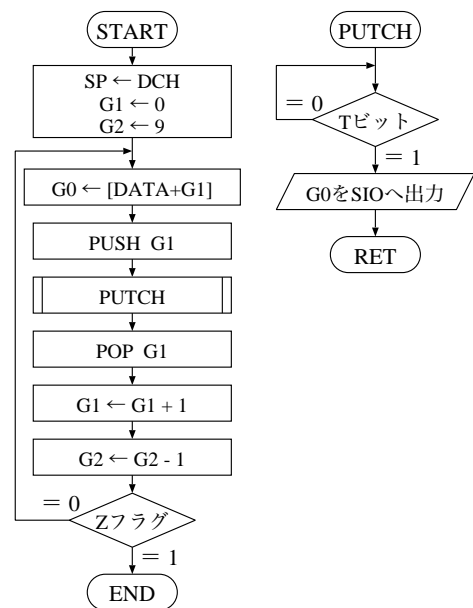 START
SP ← DCH
G1 ← 0
G2 ← 9
G0 ← [DATA+G1]
PUSH G1
PUTCH
POP G1
G1 ← G1 + 1
G2 ← G2 - 1
= 0
Zフラグ
= 1
END
PUTCH
= 0
Tビット
= 1
G0をSIOへ出力
RET